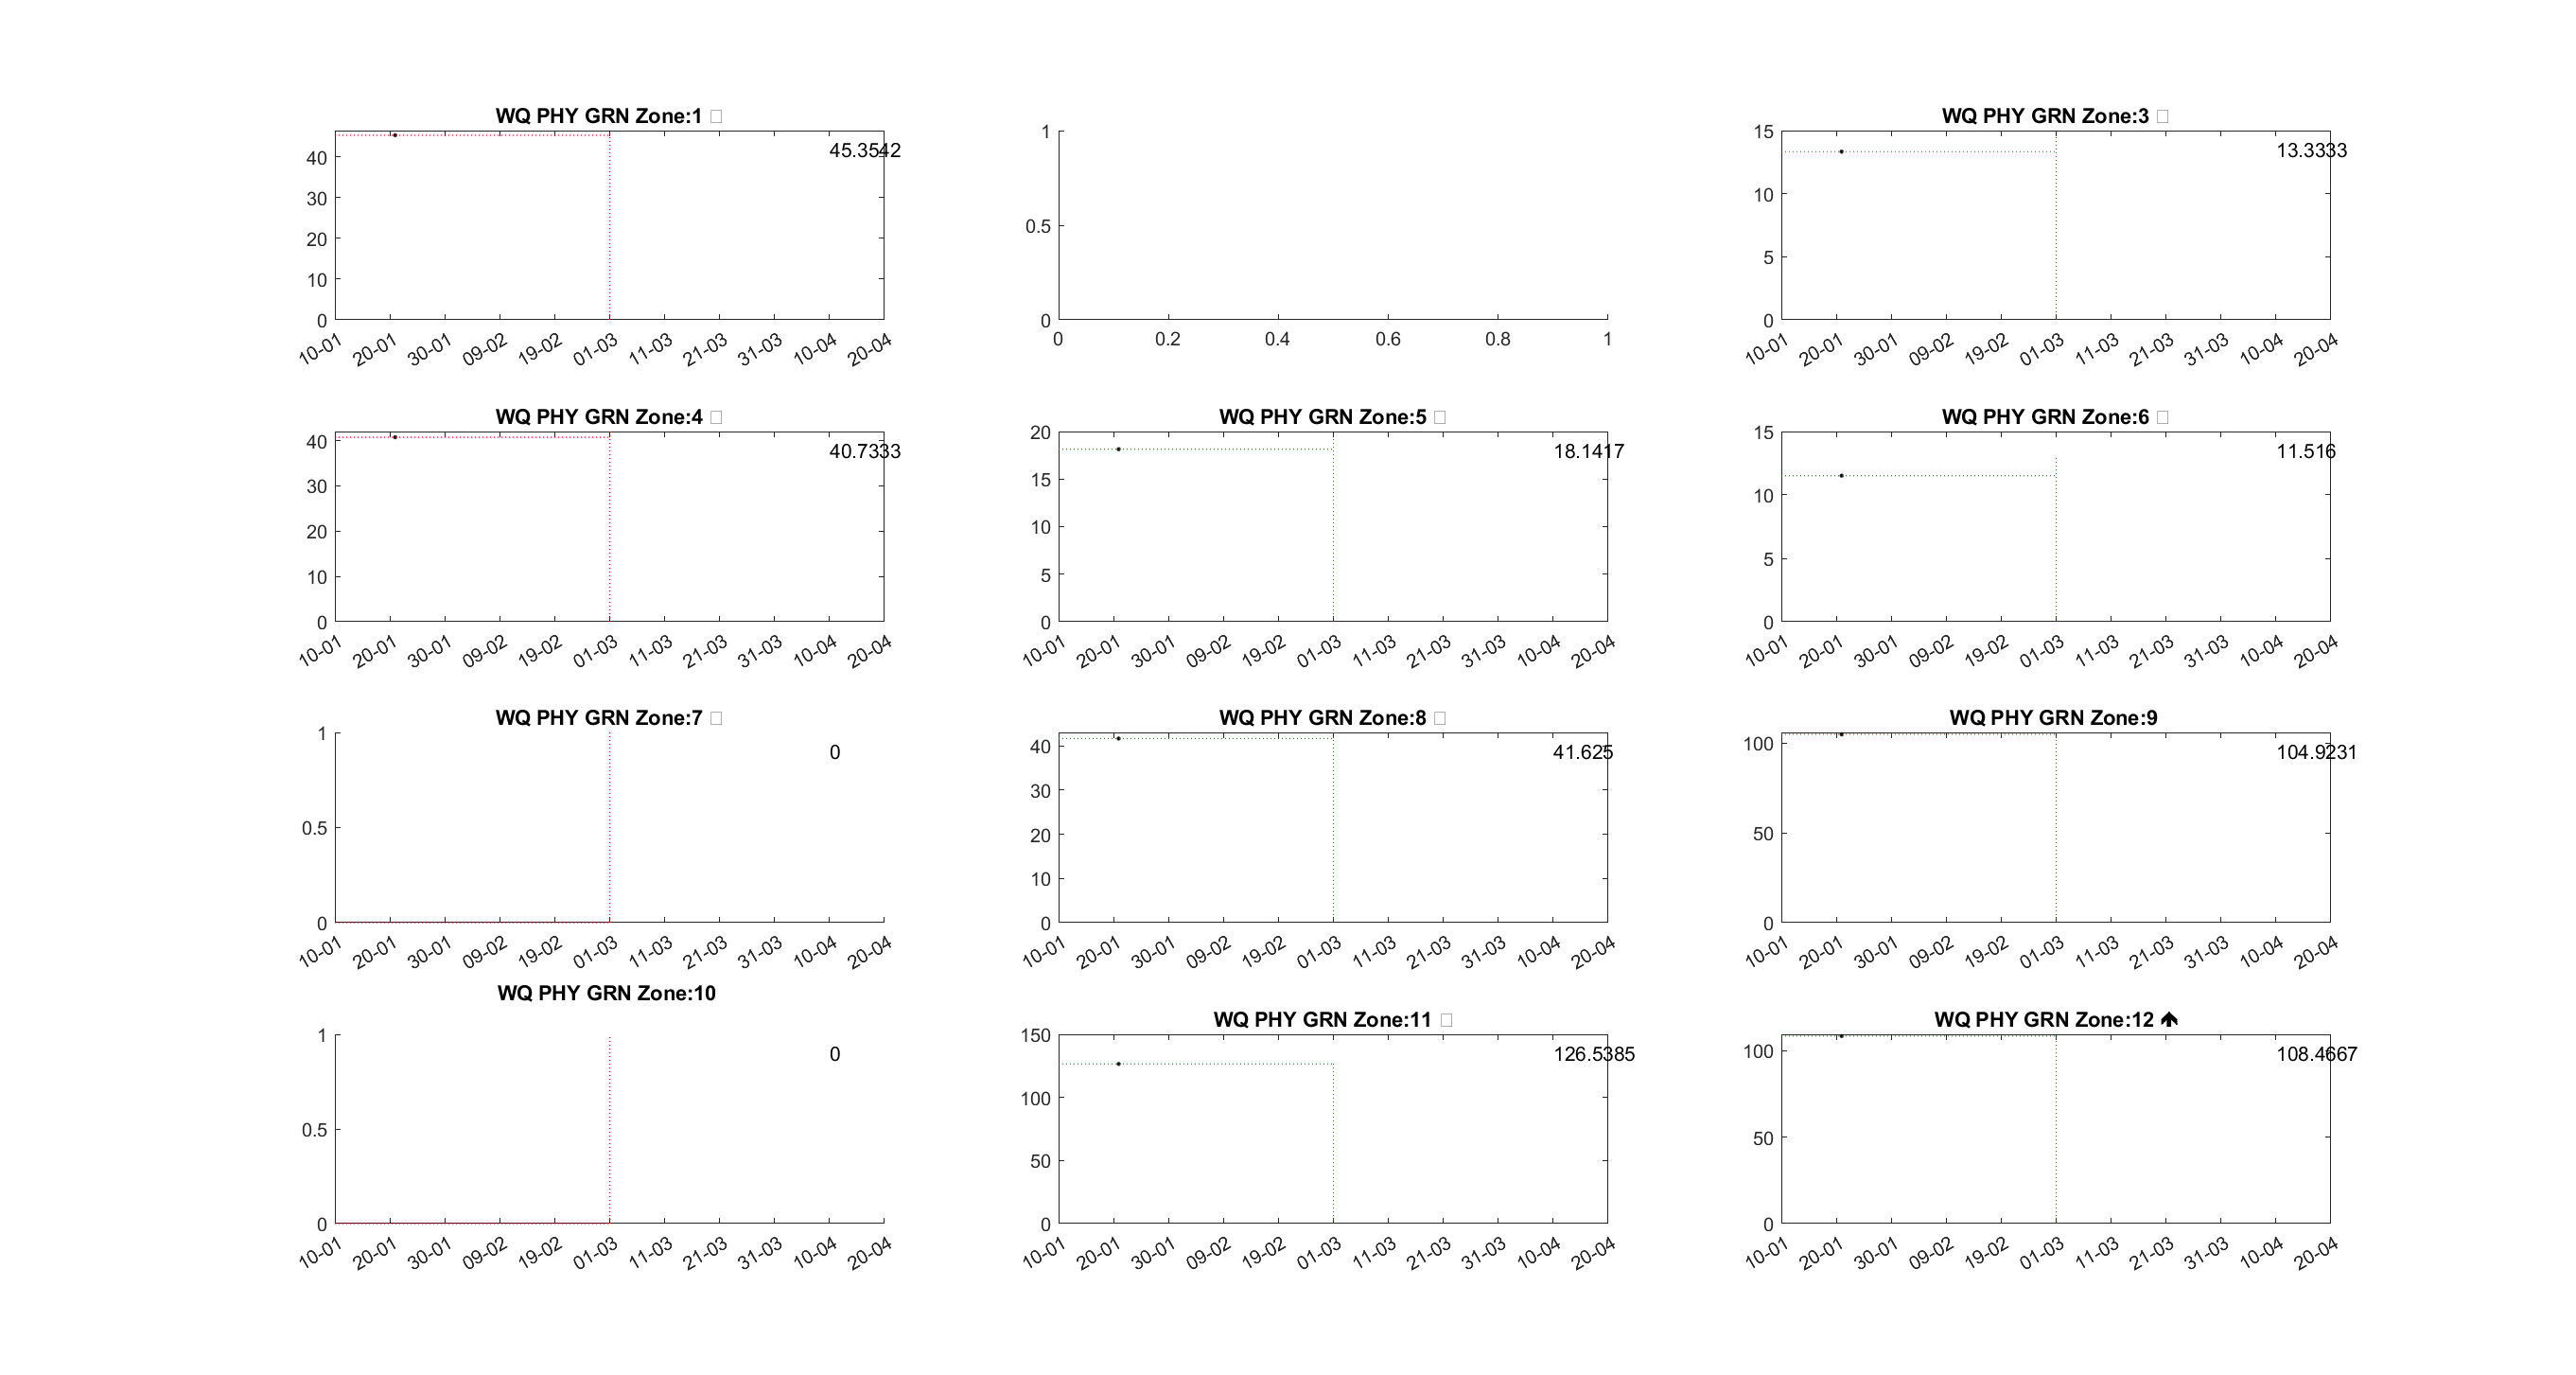 WQ PHY GRN Zone:1 
40
30
20
10
0
45.3542
10-01 20-01 30-01 09-02 19-02 01-03 11-03 21-03 31-03 10-04 20-04
1
0.5
0
0 0.2 0.4 0.6 0.8 1
WQ PHY GRN Zone:3
15
10
5
0
13.3333
10-01 20-01 30-01 09-02 19-02 01-03 11-03 21-03 31-03 10-04 20-04
WQ PHY GRN Zone:4
40
30
20
10
0
40.7333
10-01 20-01 30-01 09-02 19-02 01-03 11-03 21-03 31-03 10-04 20-04
WQ PHY GRN Zone:5
20
15
10
5
0
18.1417
10-01 20-01 30-01 09-02 19-02 01-03 11-03 21-03 31-03 10-04 20-04
WQ PHY GRN Zone:6
15
10
5
0
11.516
10-01 20-01 30-01 09-02 19-02 01-03 11-03 21-03 31-03 10-04 20-04
WQ PHY GRN Zone:7
1
0.5
0
0
10-01 20-01 30-01 09-02 19-02 01-03 11-03 21-03 31-03 10-04 20-04
WQ PHY GRN Zone:8
40
30
20
10
0
41.625
10-01 20-01 30-01 09-02 19-02 01-03 11-03 21-03 31-03 10-04 20-04
WQ PHY GRN Zone:9
100
50
0
104.9231
10-01 20-01 30-01 09-02 19-02 01-03 11-03 21-03 31-03 10-04 20-04
WQ PHY GRN Zone:10
1
0.5
0
0
10-01 20-01 30-01 09-02 19-02 01-03 11-03 21-03 31-03 10-04 20-04
WQ PHY GRN Zone:11
150
100
50
0
126.5385
10-01 20-01 30-01 09-02 19-02 01-03 11-03 21-03 31-03 10-04 20-04
WQ PHY GRN Zone:12
100
50
0
108.4667
10-01 20-01 30-01 09-02 19-02 01-03 11-03 21-03 31-03 10-04 20-04